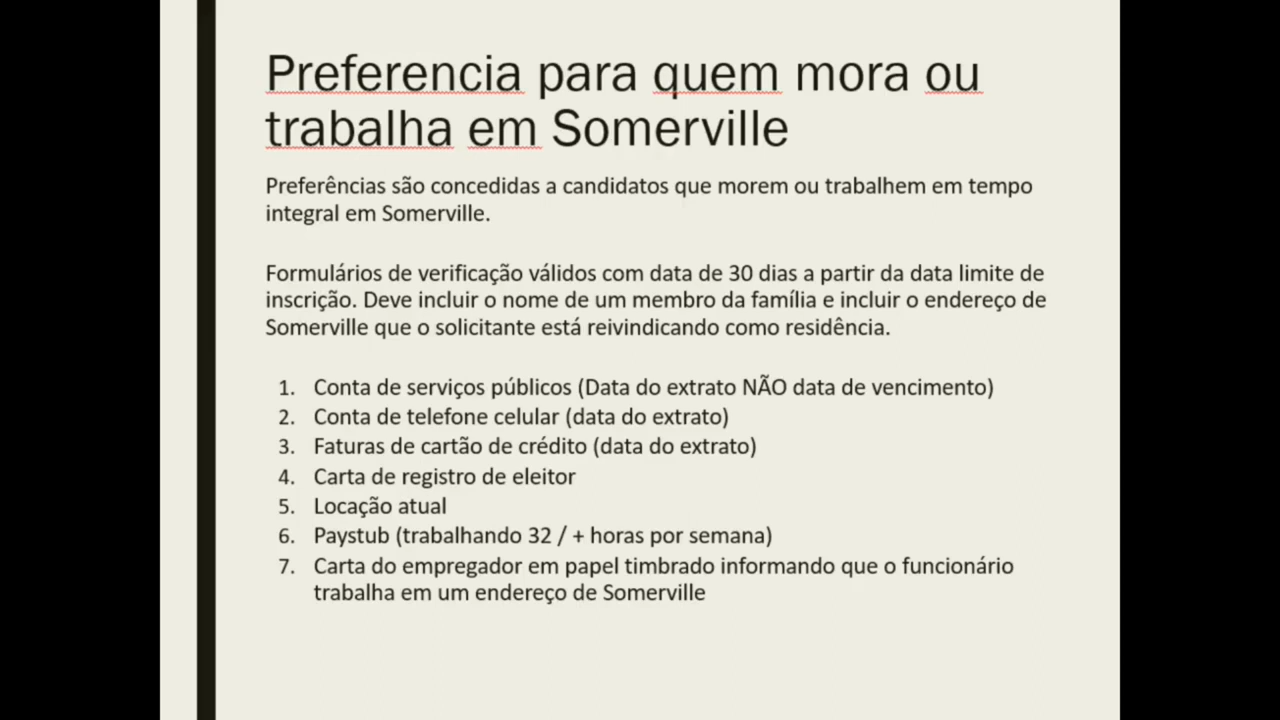 Preferencia para quem mora ou
trabalha em Somerville
Preferências são concedidas a candidatos que morem ou trabalhem em tempo
integral em Somerville.
Formulários de verificação válidos com data de 30 dias a partir da data limite de
inscrição. Deve incluir o nome de um membro da família e incluir o endereço de
Somerville que o solicitante está reivindicando como residência.
1. Conta de serviços públicos (Data do extrato NÃO data de vencimento)
2. Conta de telefone celular (data do extrato)
3. Faturas de cartão de crédito (data do extrato)
4. Carta de registro de eleitor
5. Locação atual
6. Paystub (trabalhando 32 / + horas por semana)
7. Carta do empregador em papel timbrado informando que o funcionário
trabalha em um endereço de Somerville